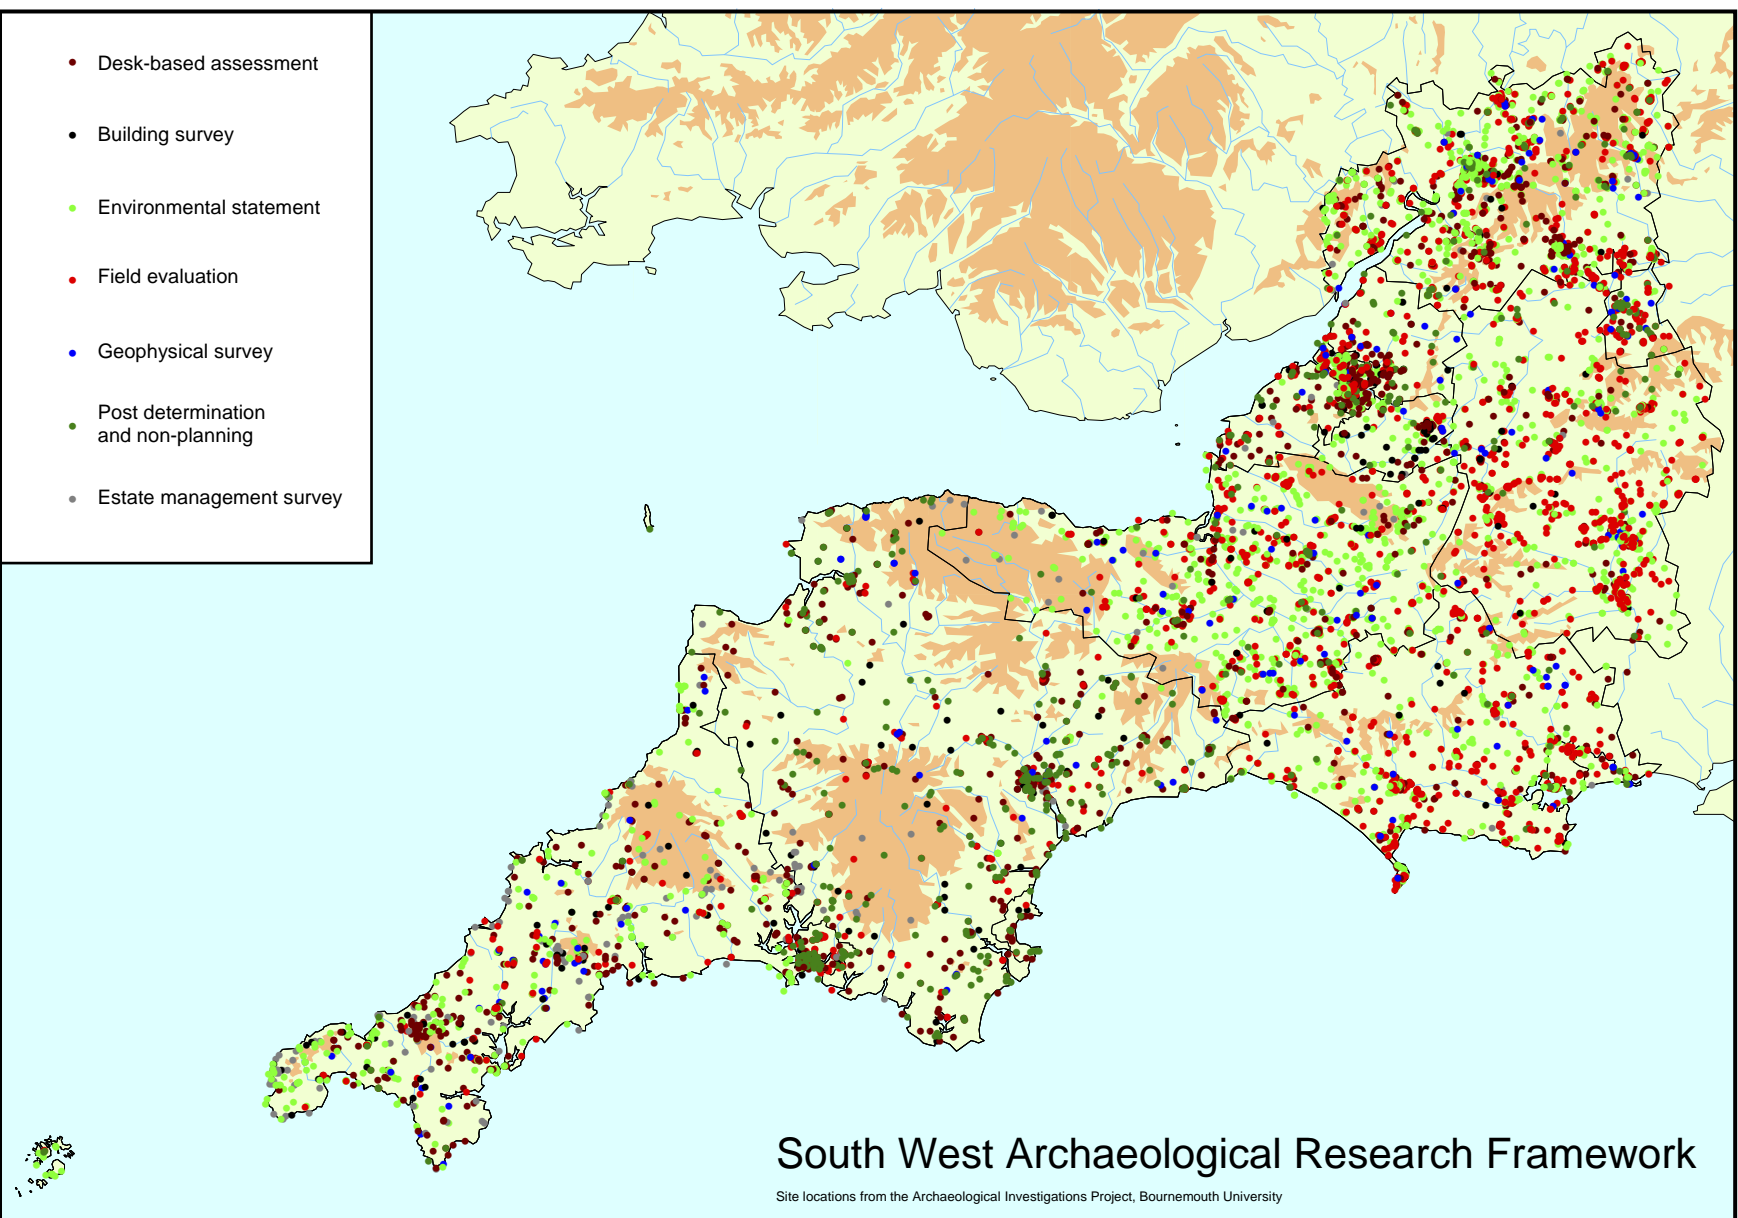 Desk-based assessment
Building survey
Environmental statement
Field evaluation
Geophysical survey
Post determination
and non-planning
Estate management survey
South West Archaeological Research Framework
Site locations from the Archaeological Investigations Project, Bournemouth University